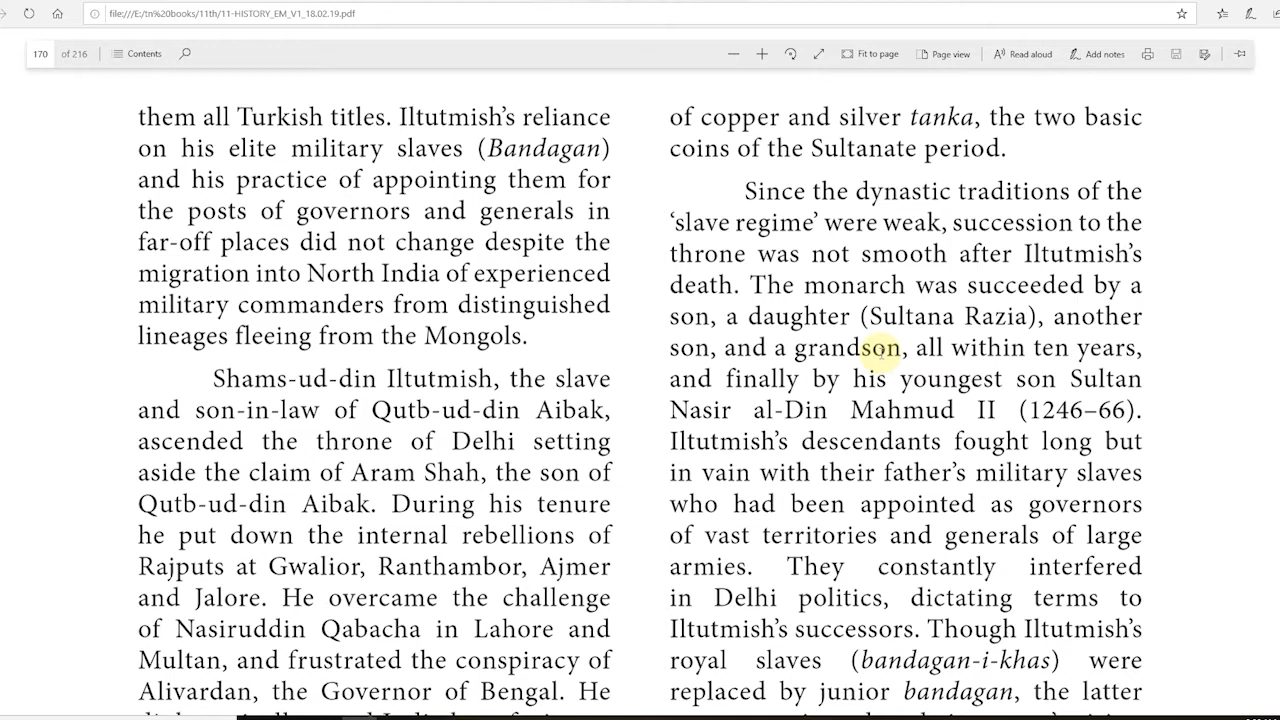 file:///E:/tn%20books/11th/11-HISTORY_EM_V1_18.02.19.pdf
170 of 216 Contents Fit to page Page view Read aloud Add notes
them all Turkish titles. Iltutmish’s reliance
on his elite military slaves (Bandagan)
and his practice of appointing them for
the posts of governors and generals in
far-off places did not change despite the
migration into North India of experienced
military commanders from distinguished
lineages fleeing from the Mongols.
Shams-ud-din Iltutmish, the slave
and son-in-law of Qutb-ud-din Aibak,
ascended the throne of Delhi setting
aside the claim of Aram Shah, the son of
Qutb-ud-din Aibak. During his tenure
he put down the internal rebellions of
Rajputs at Gwalior, Ranthambor, Ajmer
and Jalore. He overcame the challenge
of Nasiruddin Qabacha in Lahore and
Multan, and frustrated the conspiracy of
Alivardan, the Governor of Bengal. He
of copper and silver tanka, the two basic
coins of the Sultanate period.
Since the dynastic traditions of the
‘slave regime’ were weak, succession to the
throne was not smooth after Iltutmish’s
death. The monarch was succeeded by a
son, a daughter (Sultana Razia), another
son, and a grandson, all within ten years,
and finally by his youngest son Sultan
Nasir al-Din Mahmud II (1246–66).
Iltutmish’s descendants fought long but
in vain with their father’s military slaves
who had been appointed as governors
of vast territories and generals of large
armies. They constantly interfered
in Delhi politics, dictating terms to
Iltutmish’s successors. Though Iltutmish’s
royal slaves (bandagan-i-khas) were
replaced by junior bandagan, the latter